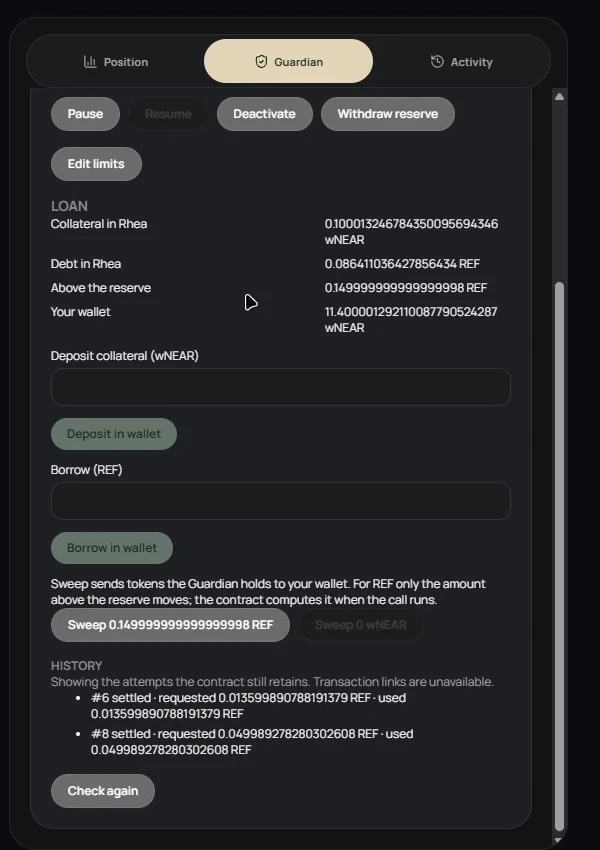 Position
Guardian
Activity
Pause
Resume
Deactivate
Withdraw reserve
Edit limits
LOAN
Collateral in Rhea
0.100013246784350095694346
wNEAR
Debt in Rhea
0.086411036427856434 REF
Above the reserve
0.149999999999999998 REF
Your wallet
11.400001292110087790524287
wNEAR
Deposit collateral (wNEAR)
Deposit in wallet
Borrow (REF)
Borrow in wallet
Sweep sends tokens the Guardian holds to your wallet. For REF only the amount
above the reserve moves; the contract computes it when the call runs.
Sweep 0.149999999999999998 REF
Sweep 0 wNEAR
HISTORY
Showing the attempts the contract still retains. Transaction links are unavailable.
• #6 settled · requested 0.013599890788191379 REF · used
0.013599890788191379 REF
• #8 settled · requested 0.049989278280302608 REF · used
0.049989278280302608 REF
Check again